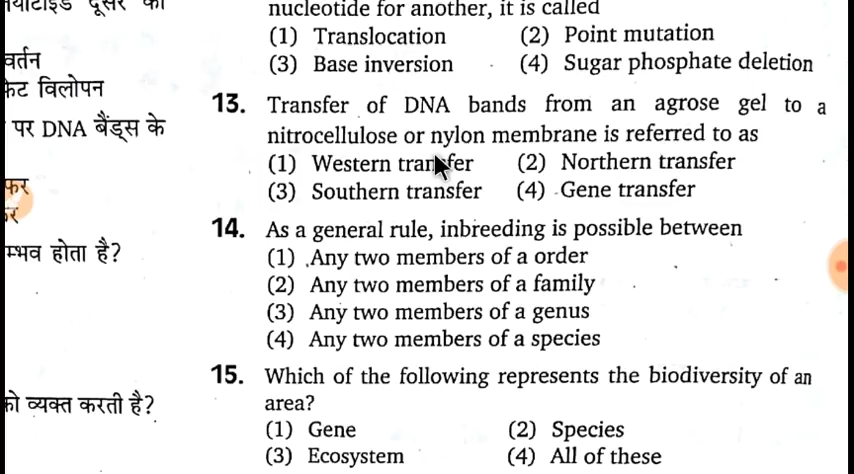 दूसरे
nucleotide for another, it is called
(1) Translocation (2) Point mutation
(3) Base inversion (4) Sugar phosphate deletion
वर्तन
केट विलोपन
13. Transfer of DNA bands from an agrose gel to a
पर DNA बैंड्स के
nitrocellulose or nylon membrane is referred to as
(1) Western transfer (2) Northern transfer
(3) Southern transfer (4) Gene transfer
14. As a general rule, inbreeding is possible between
म्भव होता है?
(1) Any two members of a order
(2) Any two members of a family
(3) Any two members of a genus
(4) Any two members of a species
15. Which of the following represents the biodiversity of an
को व्यक्त करती है?
area?
(1) Gene (2) Species
(3) Ecosystem (4) All of these